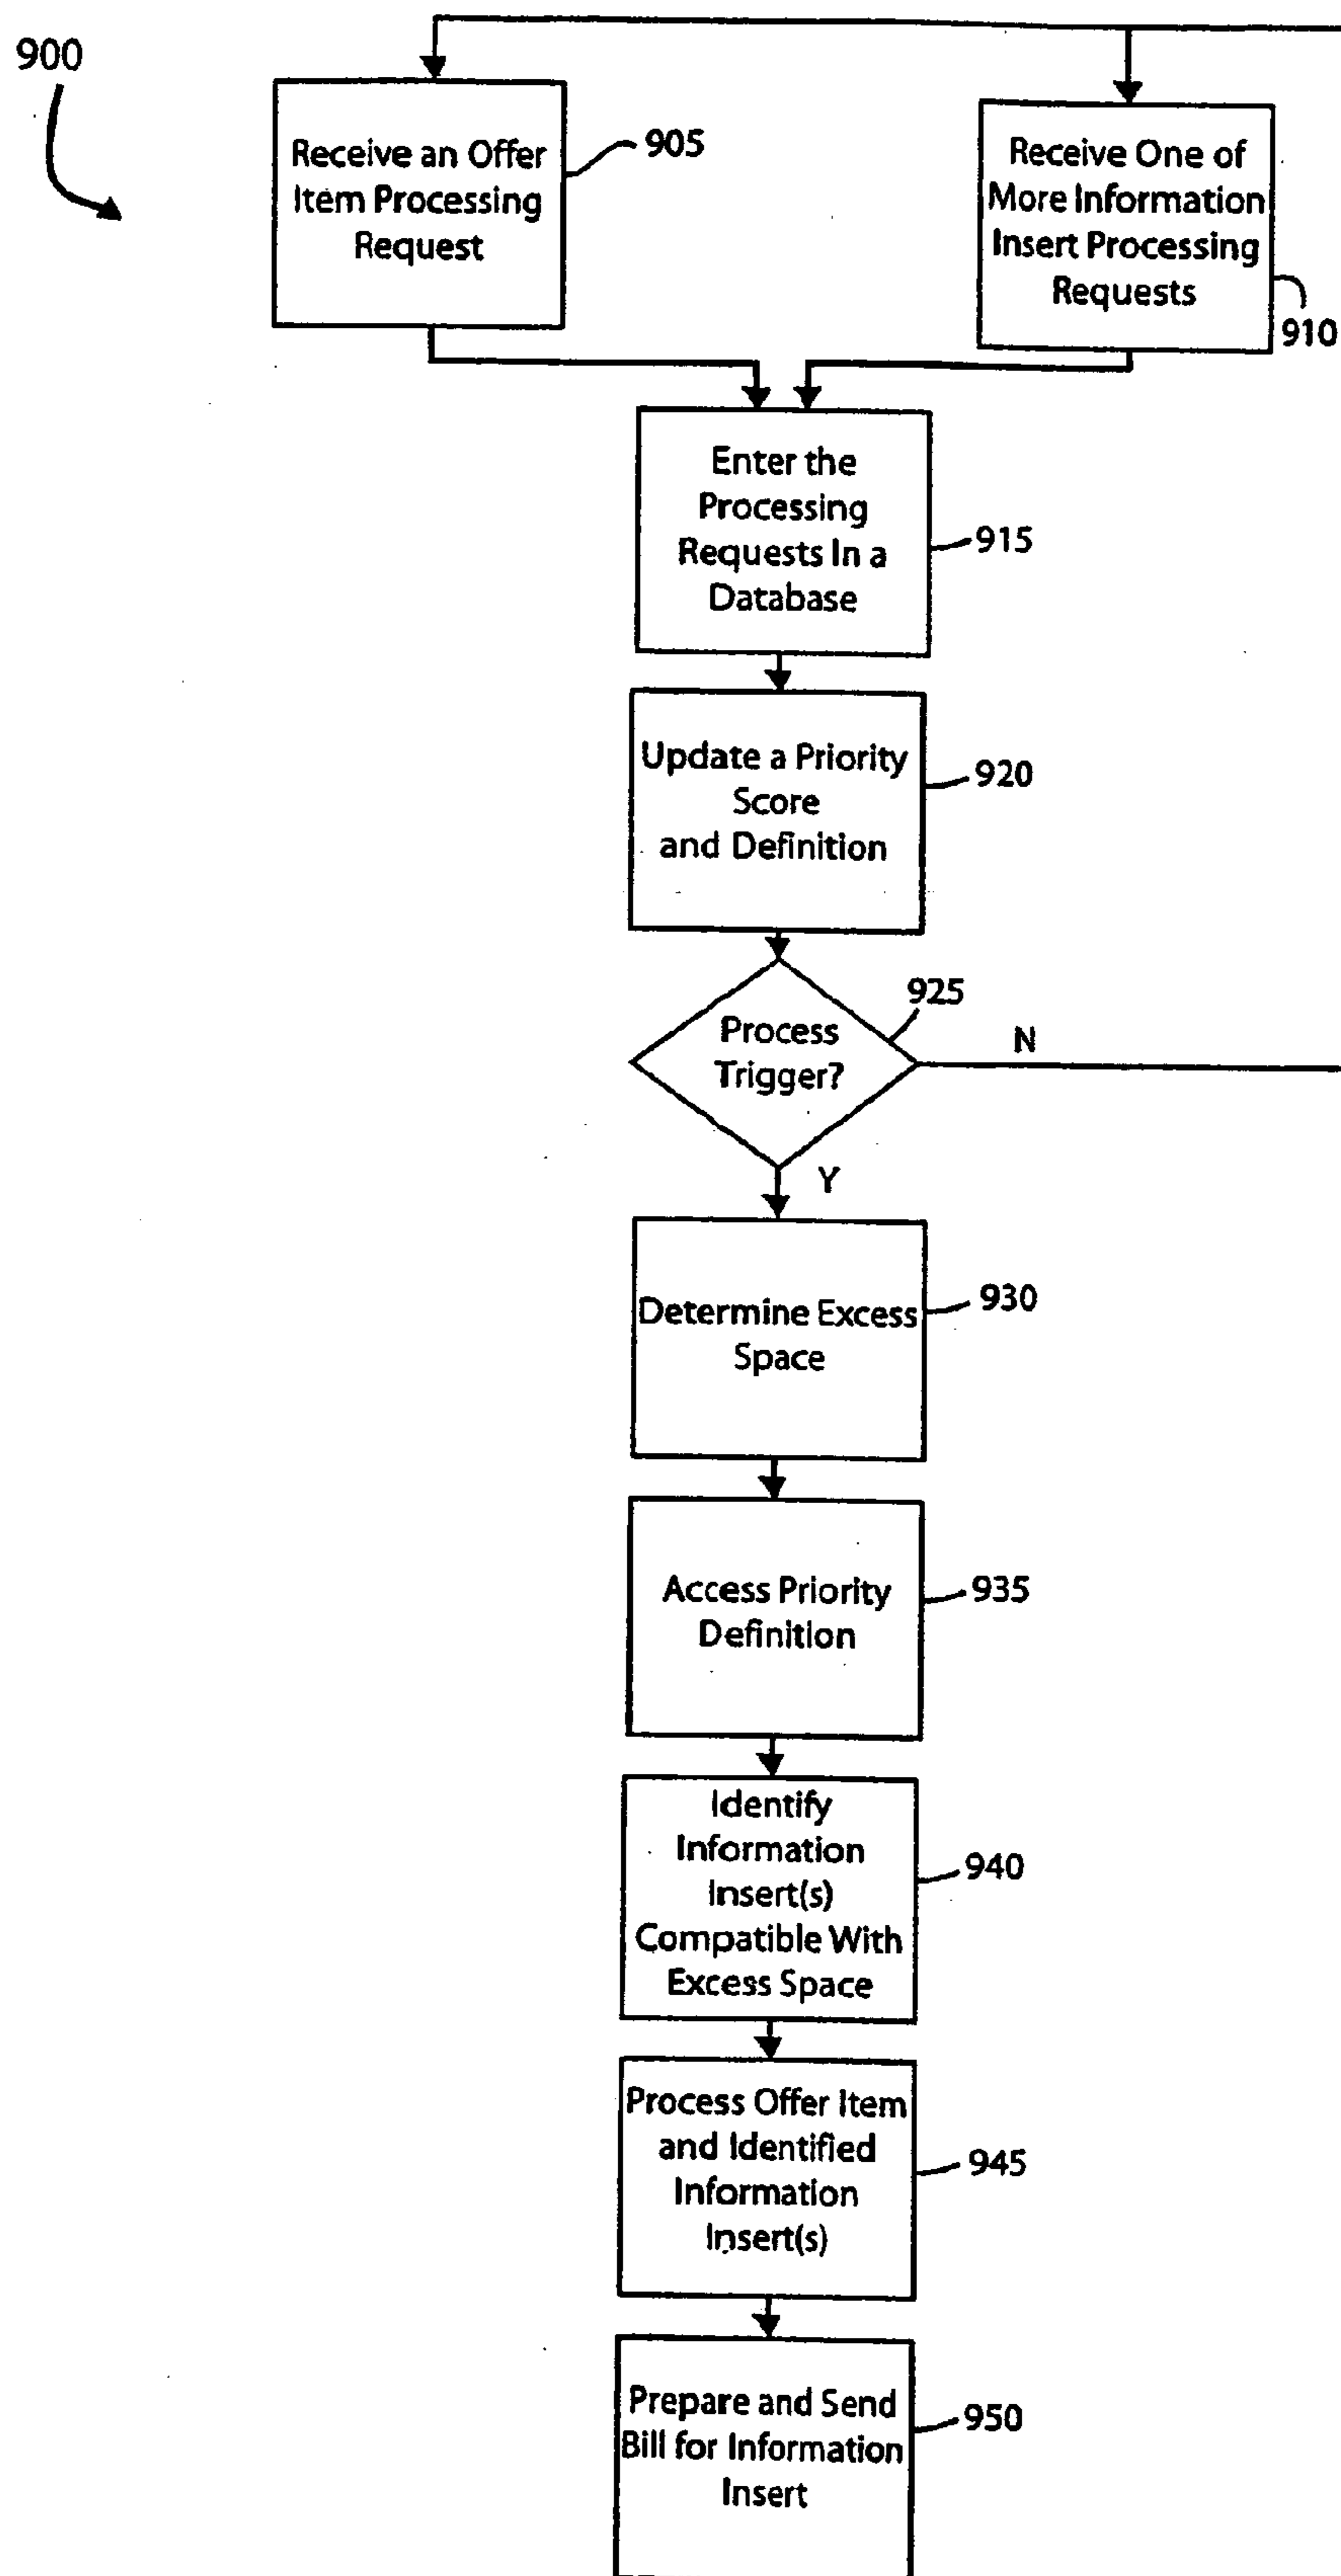 900
Receive an Offer
Item Processing
Request
905
Receive One of
More Information
Insert Processing
Requests
910
Enter the
Processing
Requests In a
Database
915
Update a Priority
Score
and Definition
920
925
Process
Trigger?
N
Y
Determine Excess
Space
930
Access Priority
Definition
935
Identify
Information
Insert(s)
Compatible With
Excess Space
940
Process Offer Item
and Identified
Information
Insert(s)
945
Prepare and Send
Bill for Information
Insert
950